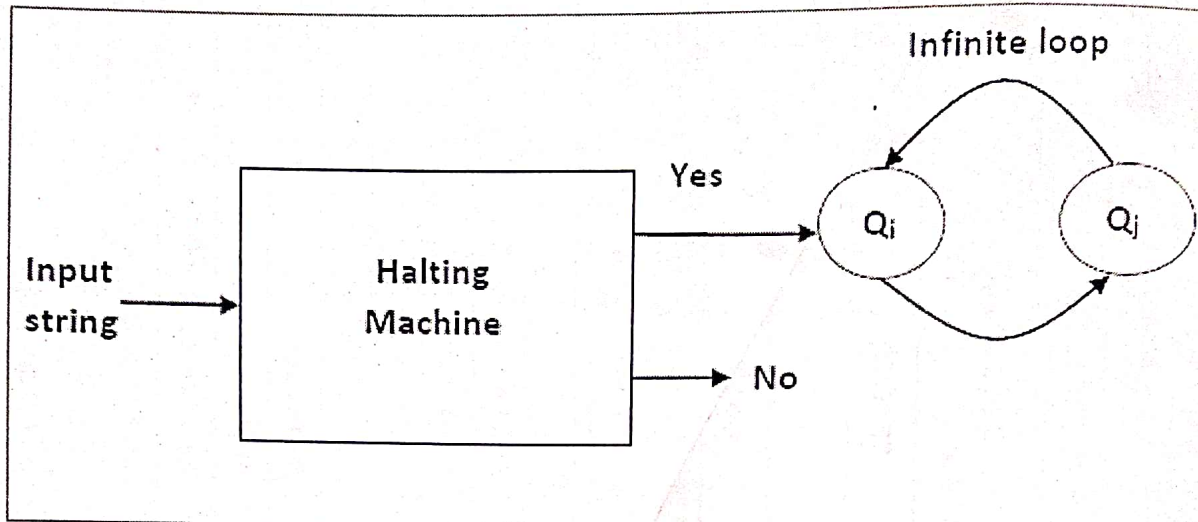 Infinite loop
Yes
Qi
Qj
Input
string
Halting
Machine
No